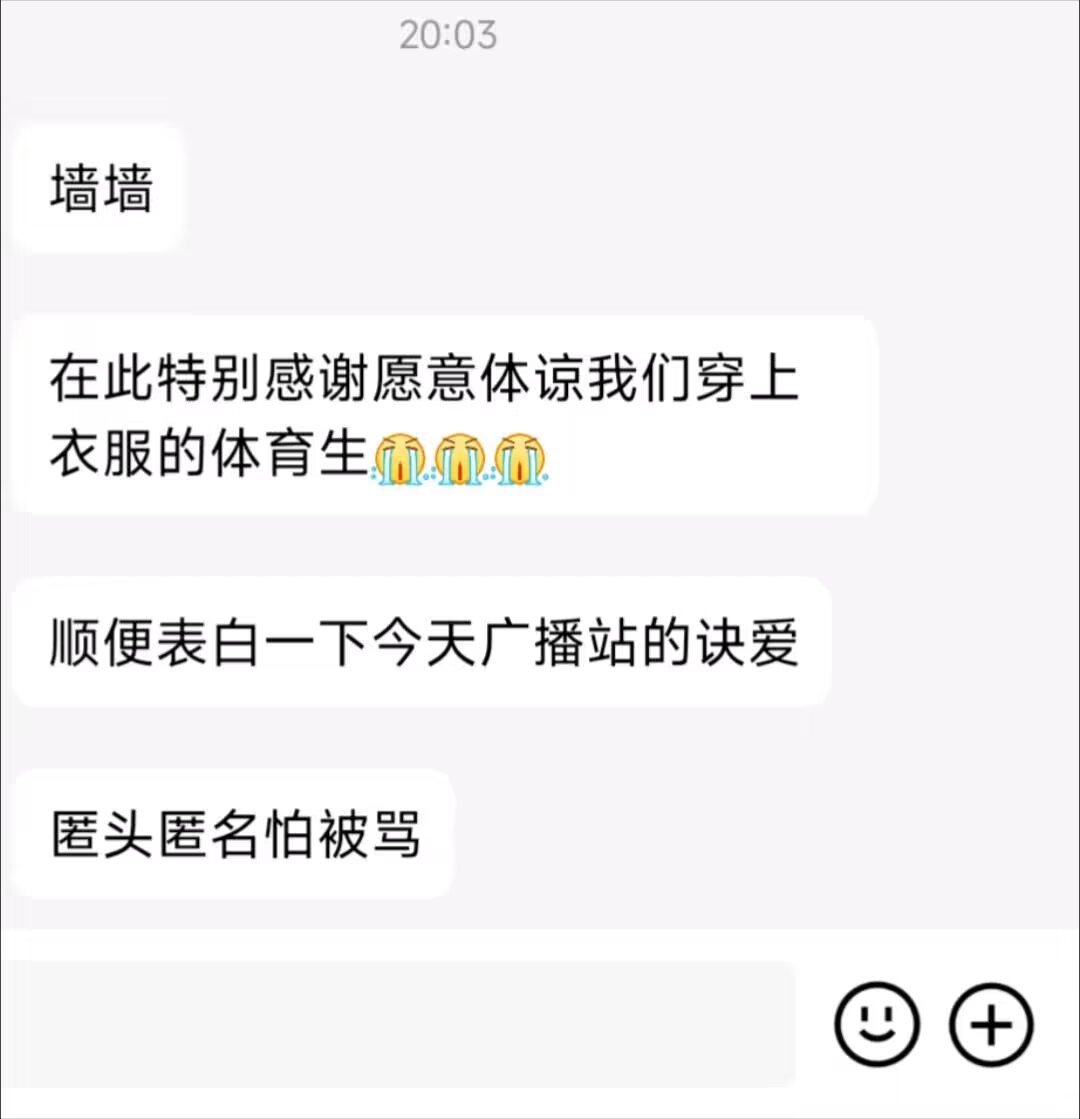 20:03
墙墙
在此特别感谢愿意体谅我们穿上
衣服的体育生😭😭😭
顺便表白一下今天广播站的诀爱
匿头匿名怕被骂